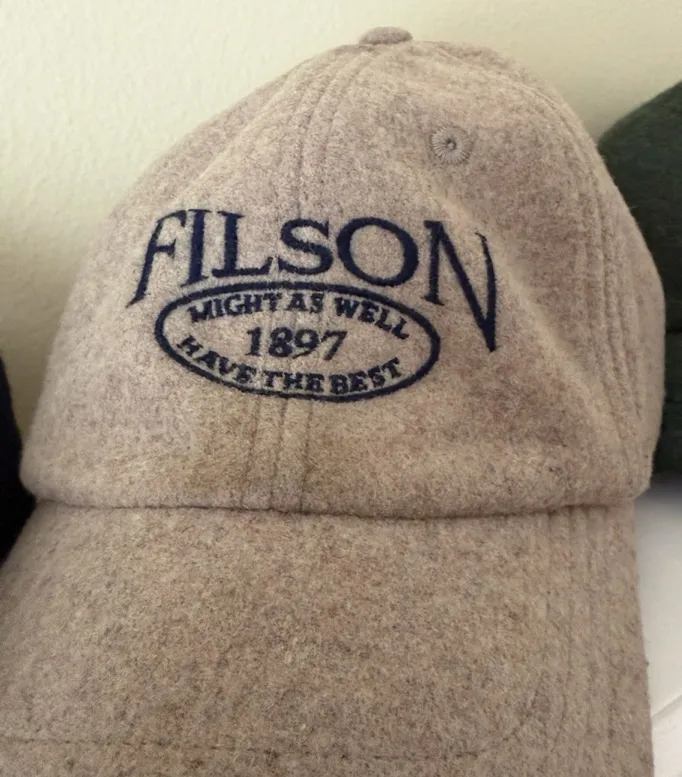 FILSON
MIGHT AS WELL
1897
HAVE THE BEST